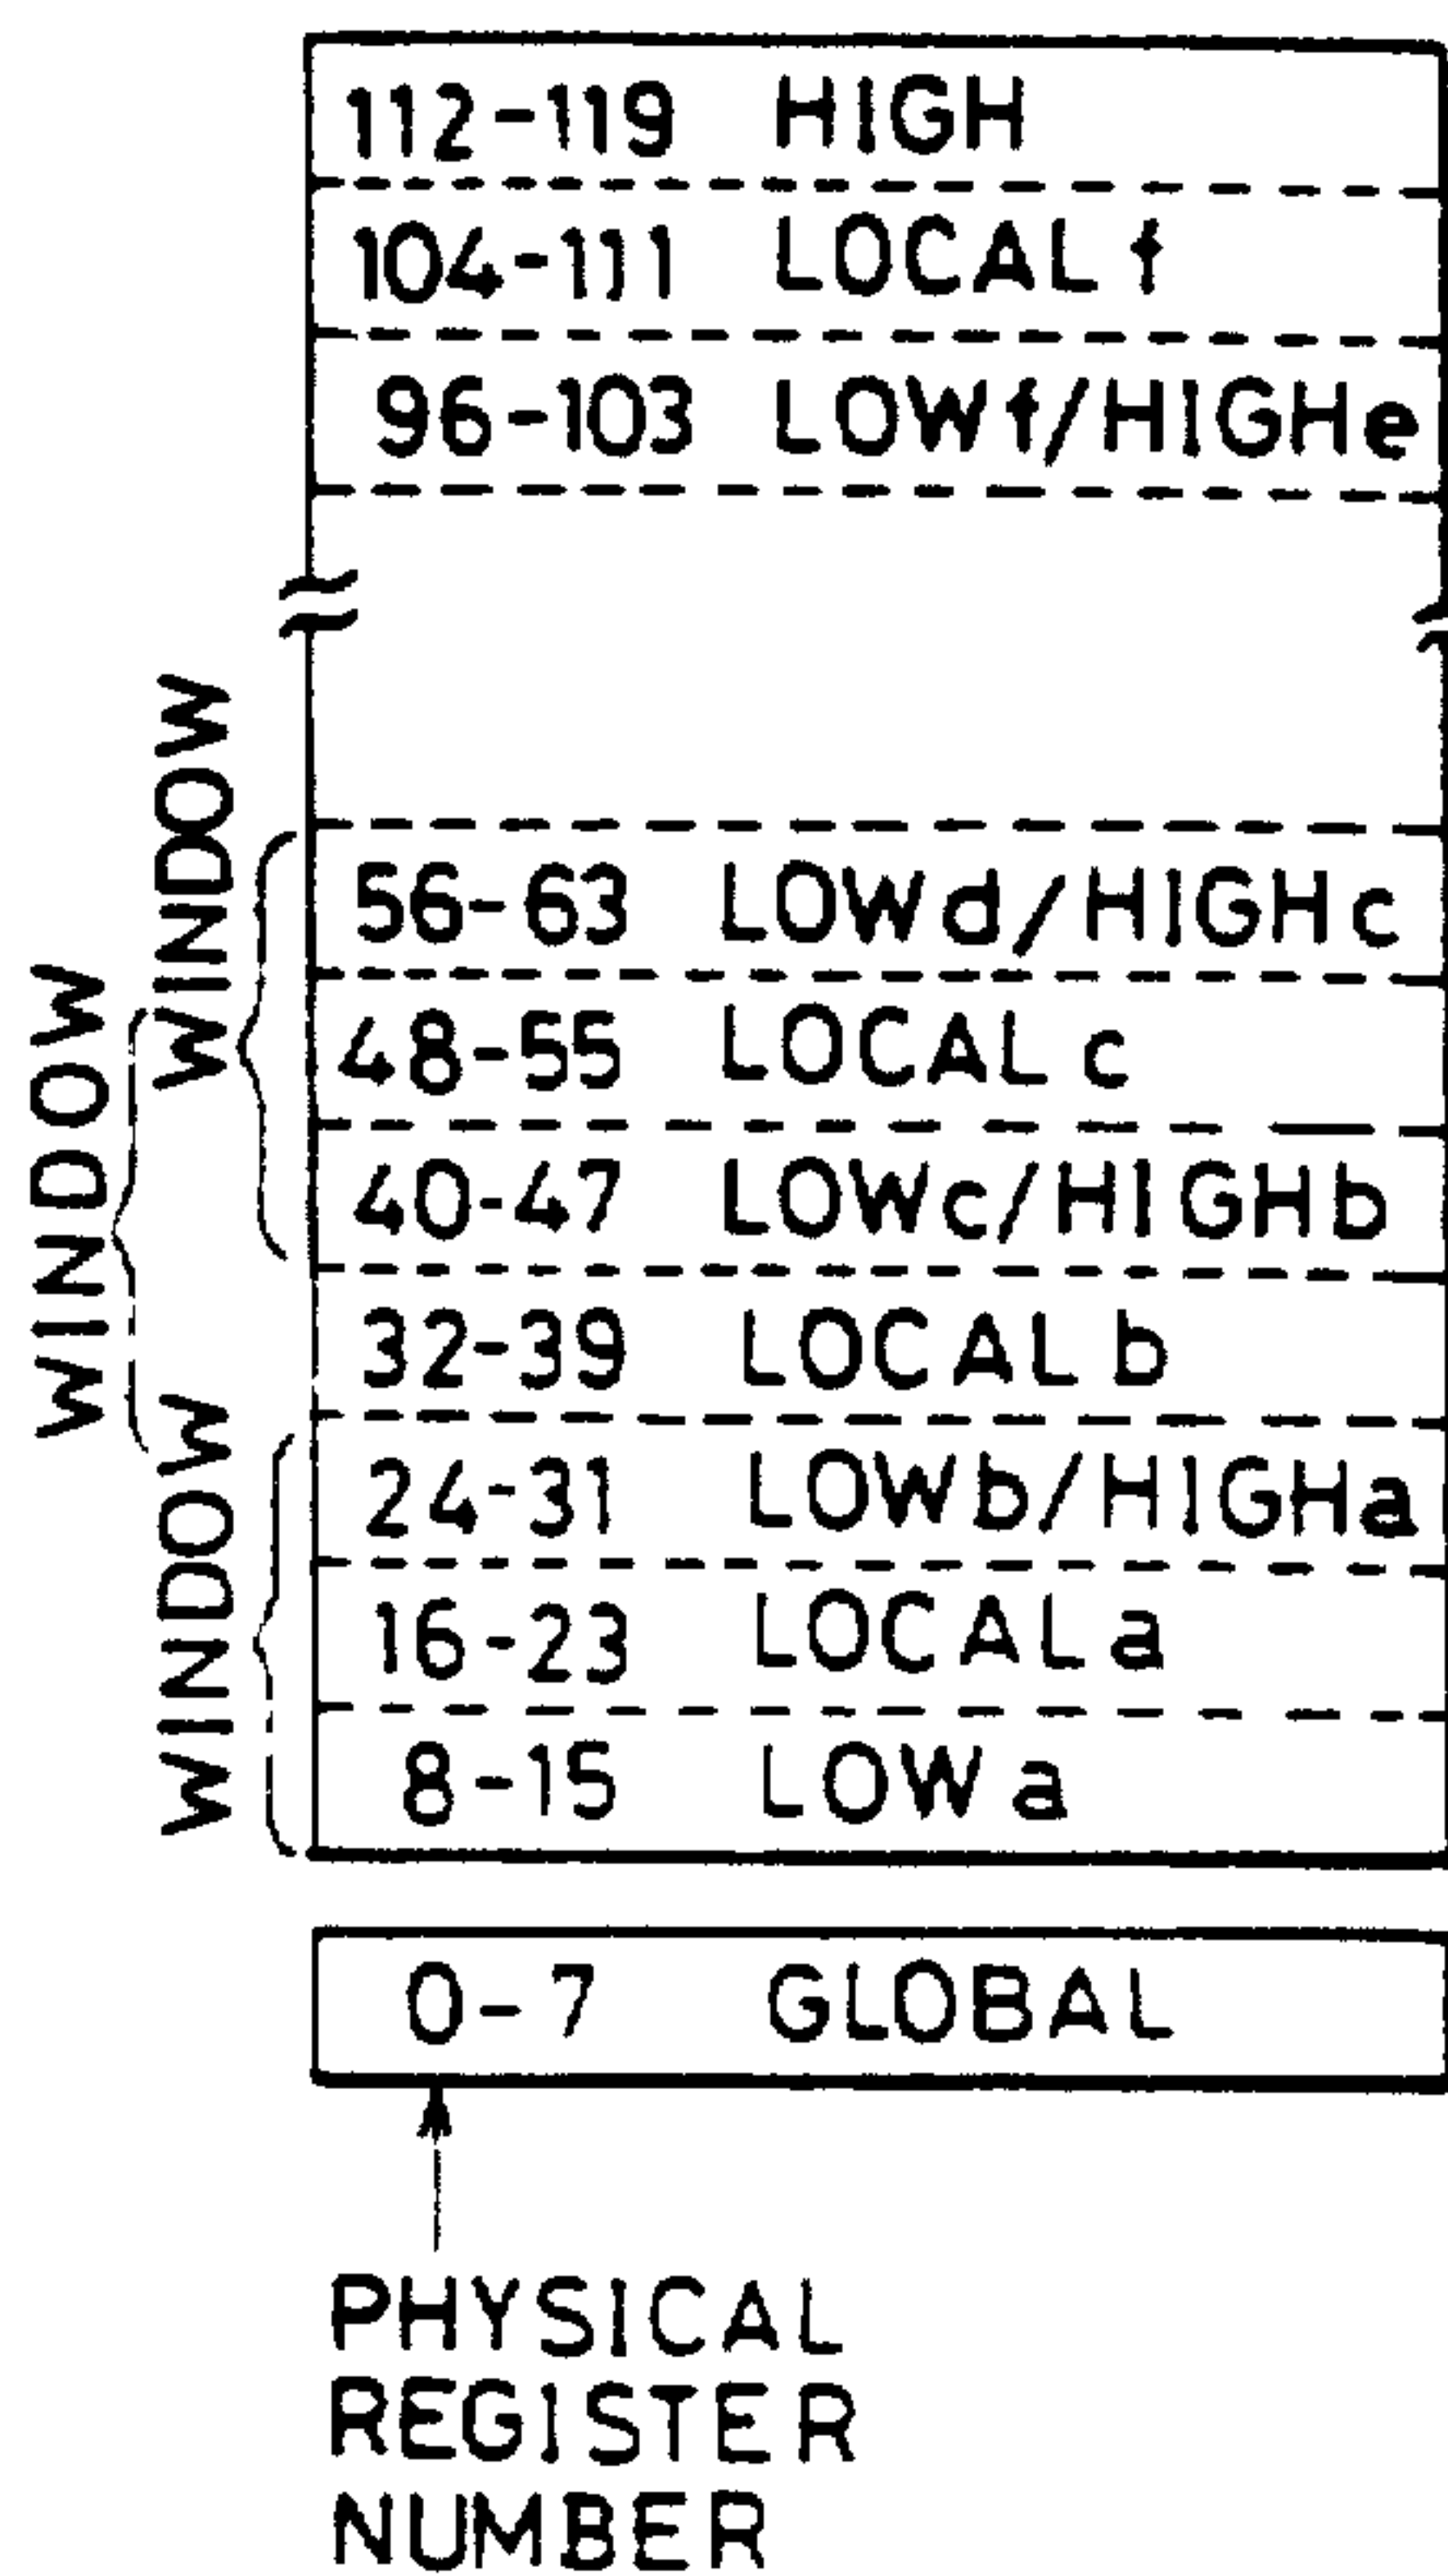 112-119 HIGH
104-111 LOCAL f
96-103 LOWf/HIGHe
56-63 LOWd/HIGHc
48-55 LOCAL c
40-47 LOWc/HIGHb
32-39 LOCAL b
24-31 LOWb/HIGHa
16-23 LOCALa
8-15 LOWa
WINDOW
WINDOW
WINDOW
0-7 GLOBAL
PHYSICAL
REGISTER
NUMBER